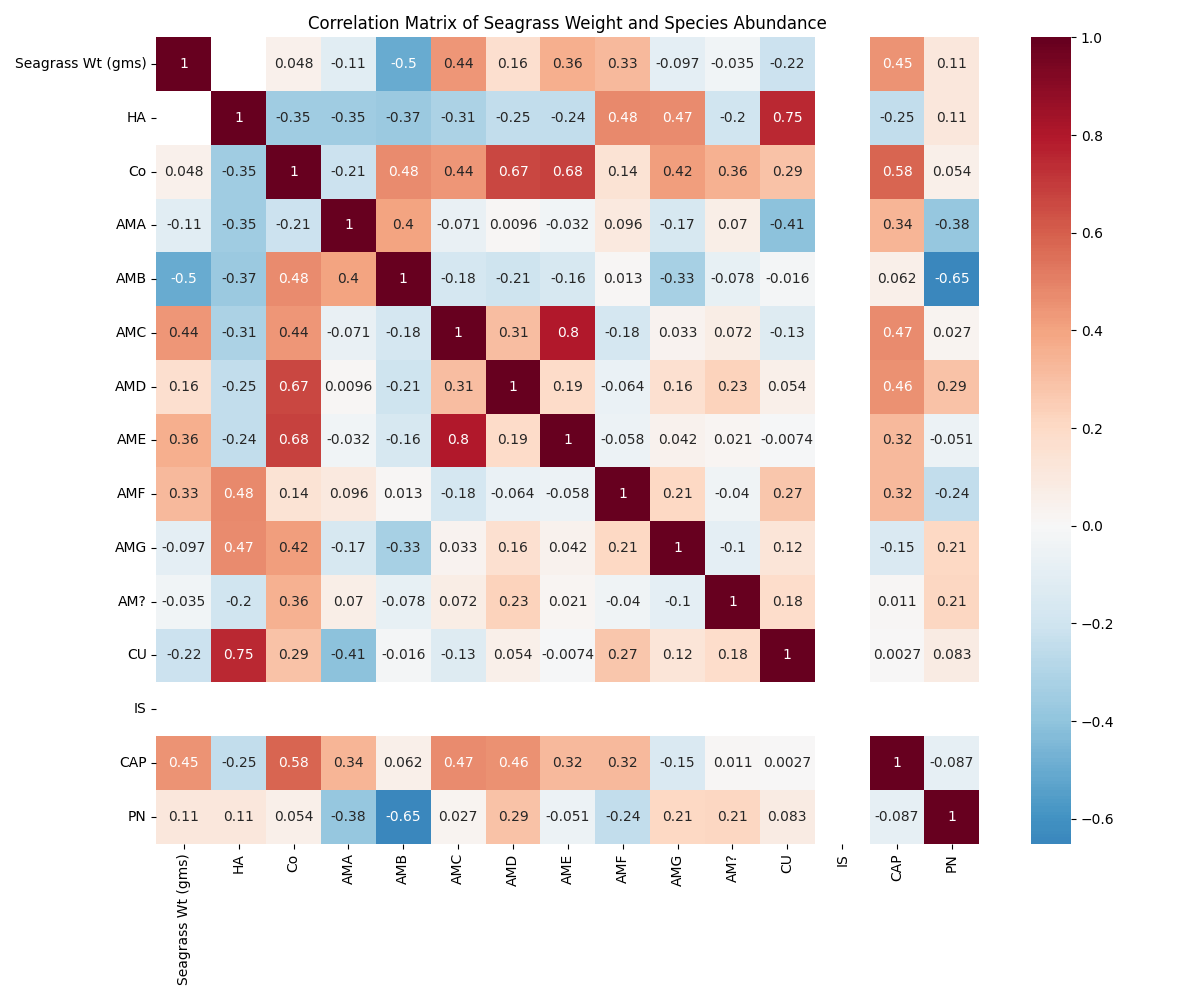 Correlation Matrix of Seagrass Weight and Species Abundance
Seagrass Wt (gms) 1 0.048 -0.11 -0.5 0.44 0.16 0.36 0.33 -0.097 -0.035 -0.22 0.45 0.11
HA 1 -0.35 -0.35 -0.37 -0.31 -0.25 -0.24 0.48 0.47 -0.2 0.75 -0.25 0.11
Co 0.048 -0.35 1 -0.21 0.48 0.44 0.67 0.68 0.14 0.42 0.36 0.29 0.58 0.054
AMA -0.11 -0.35 -0.21 1 0.4 -0.071 0.0096 -0.032 0.096 -0.17 0.07 -0.41 0.34 -0.38
AMB -0.5 -0.37 0.48 0.4 1 -0.18 -0.21 -0.16 0.013 -0.33 -0.078 -0.016 0.062 -0.65
AMC 0.44 -0.31 0.44 -0.071 -0.18 1 0.31 0.8 -0.18 0.033 0.072 -0.13 0.47 0.027
AMD 0.16 -0.25 0.67 0.0096 -0.21 0.31 1 0.19 -0.064 0.16 0.23 0.054 0.46 0.29
AME 0.36 -0.24 0.68 -0.032 -0.16 0.8 0.19 1 -0.058 0.042 0.021 -0.0074 0.32 -0.051
AMF 0.33 0.48 0.14 0.096 0.013 -0.18 -0.064 -0.058 1 0.21 -0.04 0.27 0.32 -0.24
AMG -0.097 0.47 0.42 -0.17 -0.33 0.033 0.16 0.042 0.21 1 -0.1 0.12 -0.15 0.21
AM? -0.035 -0.2 0.36 0.07 -0.078 0.072 0.23 0.021 -0.04 -0.1 1 0.18 0.011 0.21
CU -0.22 0.75 0.29 -0.41 -0.016 -0.13 0.054 -0.0074 0.27 0.12 0.18 1 0.0027 0.083
IS
CAP 0.45 -0.25 0.58 0.34 0.062 0.47 0.46 0.32 0.32 -0.15 0.011 0.0027 1 -0.087
PN 0.11 0.11 0.054 -0.38 -0.65 0.027 0.29 -0.051 -0.24 0.21 0.21 0.083 -0.087 1
Seagrass Wt (gms) HA Co AMA AMB AMC AMD AME AMF AMG AM? CU IS CAP PN
1.0
0.8
0.6
0.4
0.2
0.0
−0.2
−0.4
−0.6